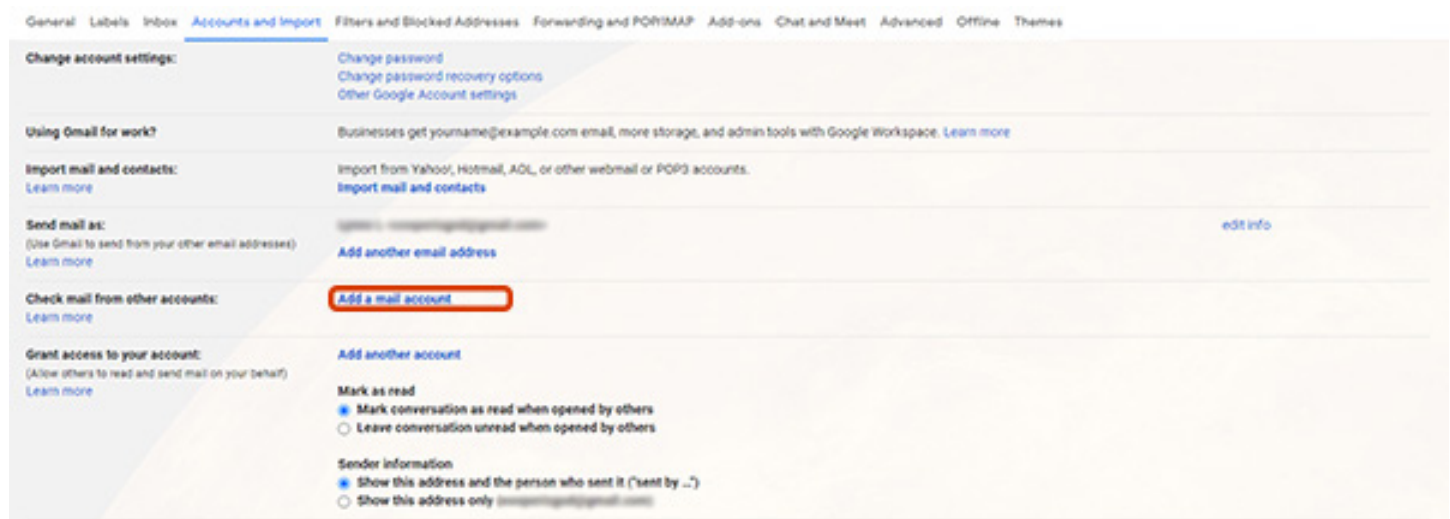 General Labels Inbox Accounts and Import Filters and Blocked Addresses Forwarding and POP/IMAP Add-ons Chat and Meet Advanced Offline Themes
Change account settings:
Change password
Change password recovery options
Other Google Account settings
Using Gmail for work?
Businesses get yourname@example.com email, more storage, and admin tools with Google Workspace. Learn more
Import mail and contacts:
Learn more
Import from Yahoo!, Hotmail, AOL, or other webmail or POP3 accounts.
Import mail and contacts
Send mail as:
(Use Gmail to send from your other email addresses)
Learn more
edit info
Add another email address
Check mail from other accounts:
Learn more
Add a mail account
Grant access to your account:
(Allow others to read and send mail on your behalf)
Learn more
Add another account
Mark as read
Mark conversation as read when opened by others
Leave conversation unread when opened by others
Sender information
Show this address and the person who sent it ("sent by ...")
Show this address only